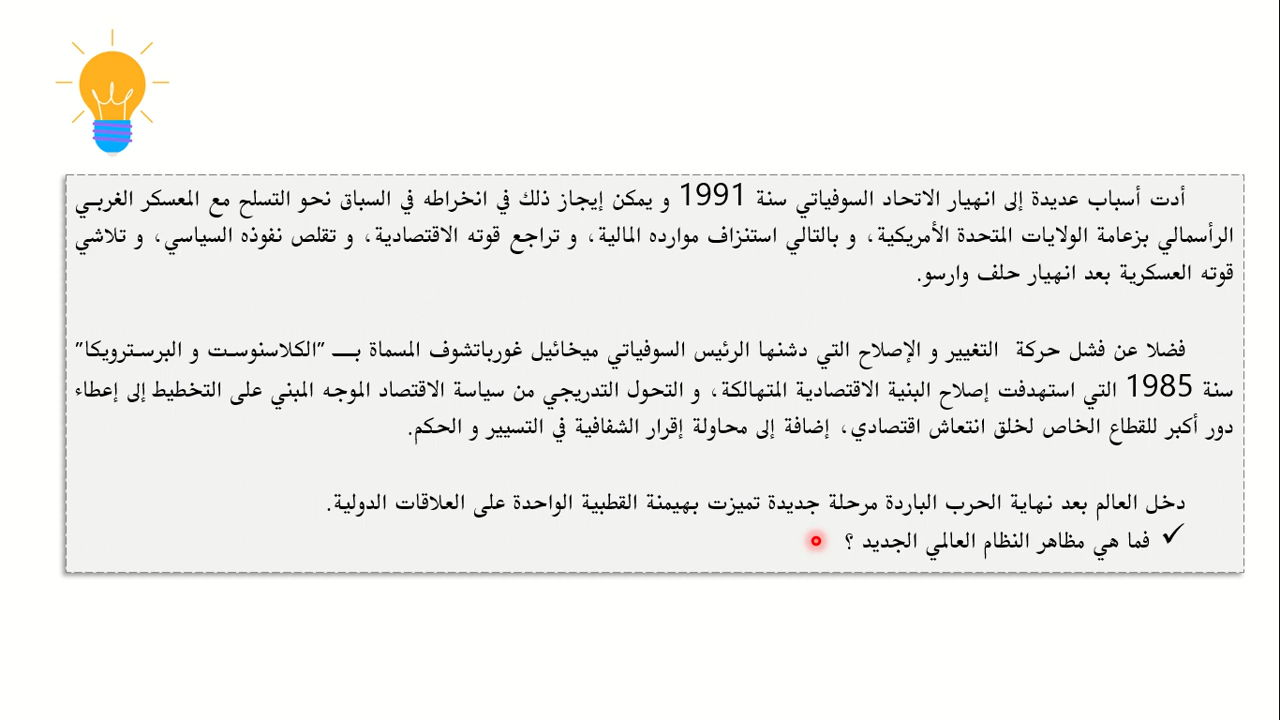 أدت أسباب عديدة إلى انهيار الاتحاد السوفياتي سنة 1991 و يمكن إيجاز ذلك في انخراطه في السباق نحو التسلح مع المعسكر الغربي
الرأسمالي بزعامة الولايات المتحدة الأمريكية، و بالتالي استنزاف موارده المالية، و تراجع قوته الاقتصادية، و تقلص نفوذه السياسي، و تلاشي
قوته العسكرية بعد انهيار حلف وارسو.
فضلا عن فشل حركة التغيير و الإصلاح التي دشنها الرئيس السوفياتي ميخائيل غورباتشوف المسماة بــ "الكلاسنوست و البرسترويكا"
سنة 1985 التي استهدفت إصلاح البنية الاقتصادية المتهالكة، و التحول التدريجي من سياسة الاقتصاد الموجه المبني على التخطيط إلى إعطاء
دور أكبر للقطاع الخاص لخلق انتعاش اقتصادي، إضافة إلى محاولة إقرار الشفافية في التسيير و الحكم.
دخل العالم بعد نهاية الحرب الباردة مرحلة جديدة تميزت بهيمنة القطبية الواحدة على العلاقات الدولية.
✓ فما هي مظاهر النظام العالمي الجديد ؟